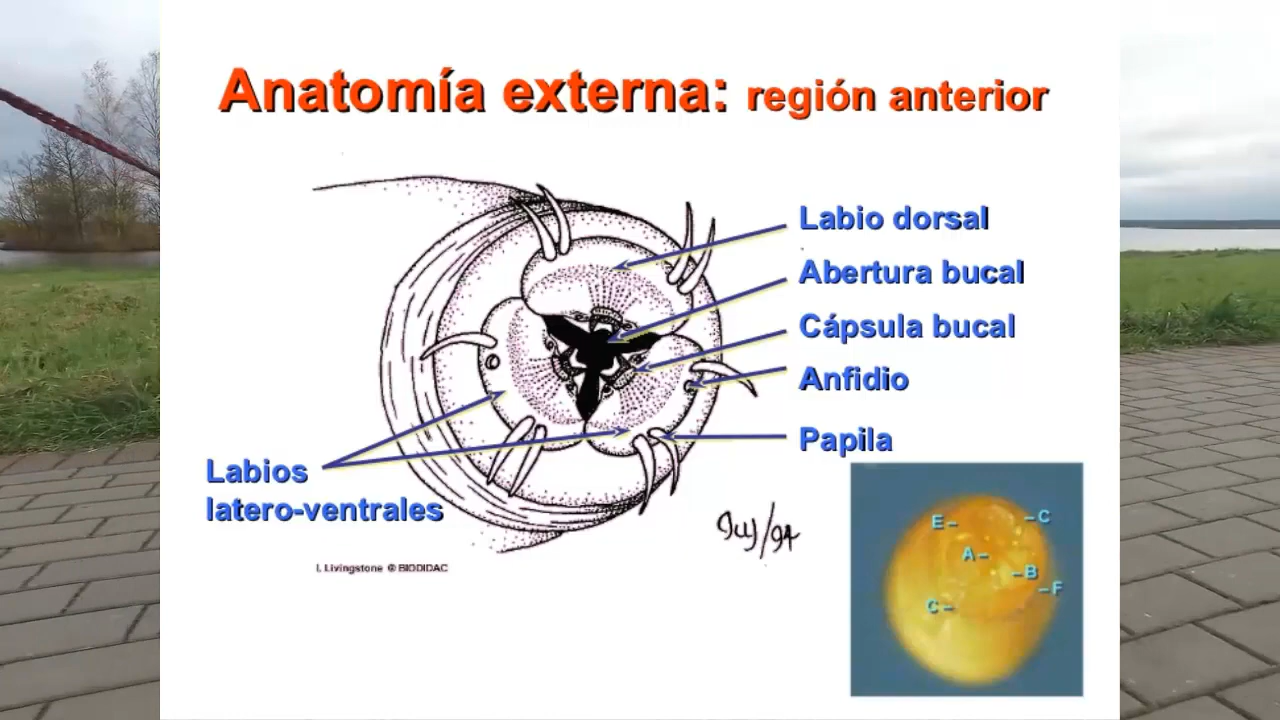 Anatomía externa: región anterior
Labio dorsal
Abertura bucal
Cápsula bucal
Anfidio
Papila
Labios
latero-ventrales
I. Livingstone @ BIODIDAC
E
C
A
B
F
C